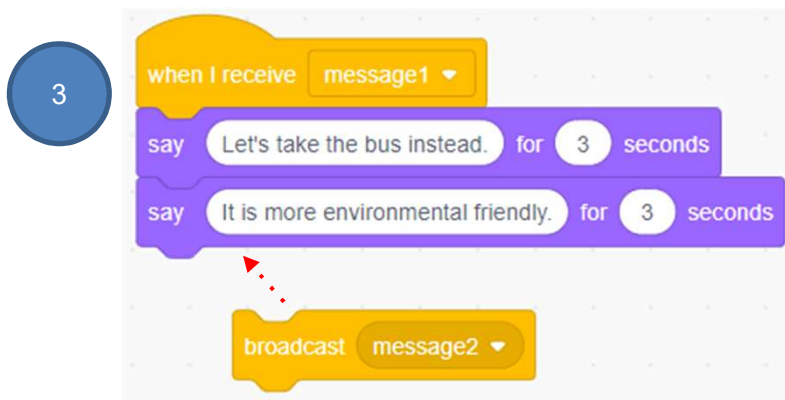 when I receive message1
3
say Let's take the bus instead. for 3 seconds
say It is more environmental friendly. for 3 seconds
broadcast message2